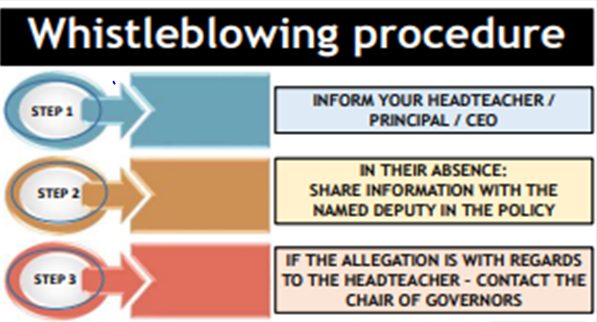 Whistleblowing procedure
STEP 1
INFORM YOUR HEADTEACHER /
PRINCIPAL / CEO
STEP 2
IN THEIR ABSENCE:
SHARE INFORMATION WITH THE
NAMED DEPUTY IN THE POLICY
STEP 3
IF THE ALLEGATION IS WITH REGARDS
TO THE HEADTEACHER – CONTACT THE
CHAIR OF GOVERNORS